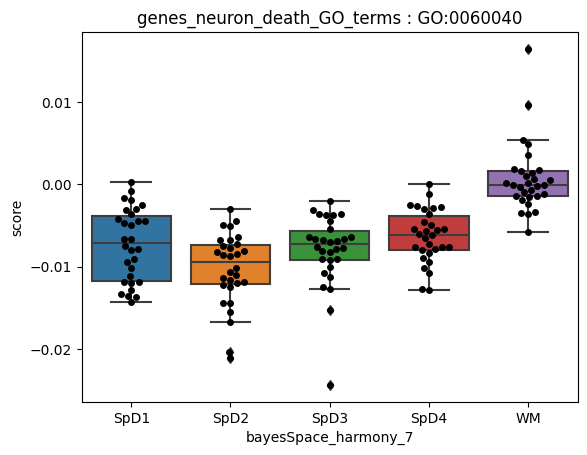 genes_neuron_death_GO_terms : GO:0060040
score
0.01
0.00
−0.01
−0.02
SpD1 SpD2 SpD3 SpD4 WM
bayesSpace_harmony_7